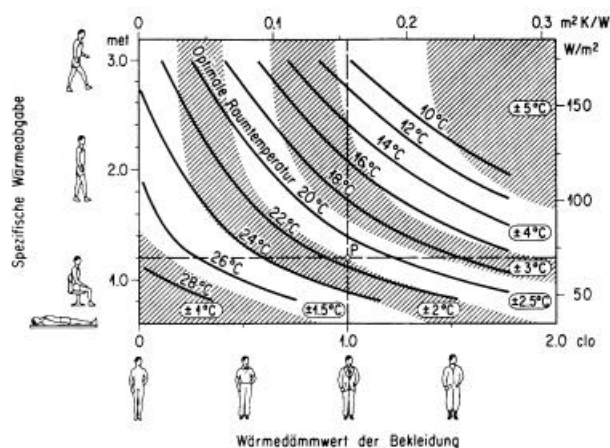 0 0.1 0.2 0.3 m² K/W
met W/m²
3.0
Optimale Raumtemperatur
10°C
±5°C
150
12°C
14°C
16°C
2.0
18°C
100
20°C
±4°C
22°C
24°C
P
±3°C
26°C
1.0
28°C
±1°C
±1.5°C
±2°C
±2.5°C
50
0 1.0 2.0 clo
Spezifische Wärmeabgabe
Wärmedämmwert der Bekleidung